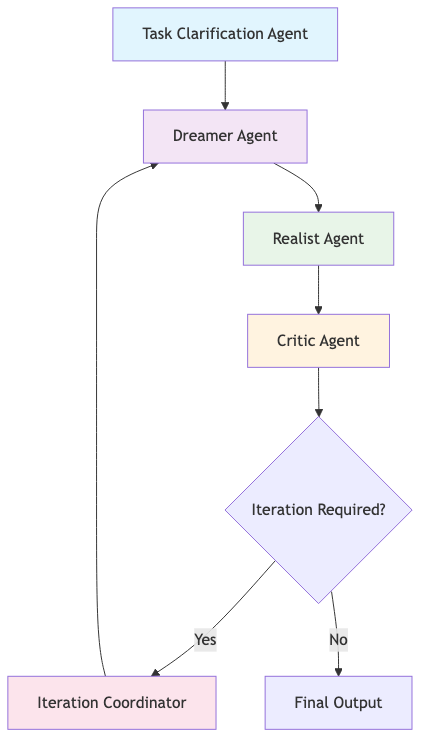 Task Clarification Agent
Dreamer Agent
Realist Agent
Critic Agent
Iteration Required?
Yes
No
Iteration Coordinator
Final Output